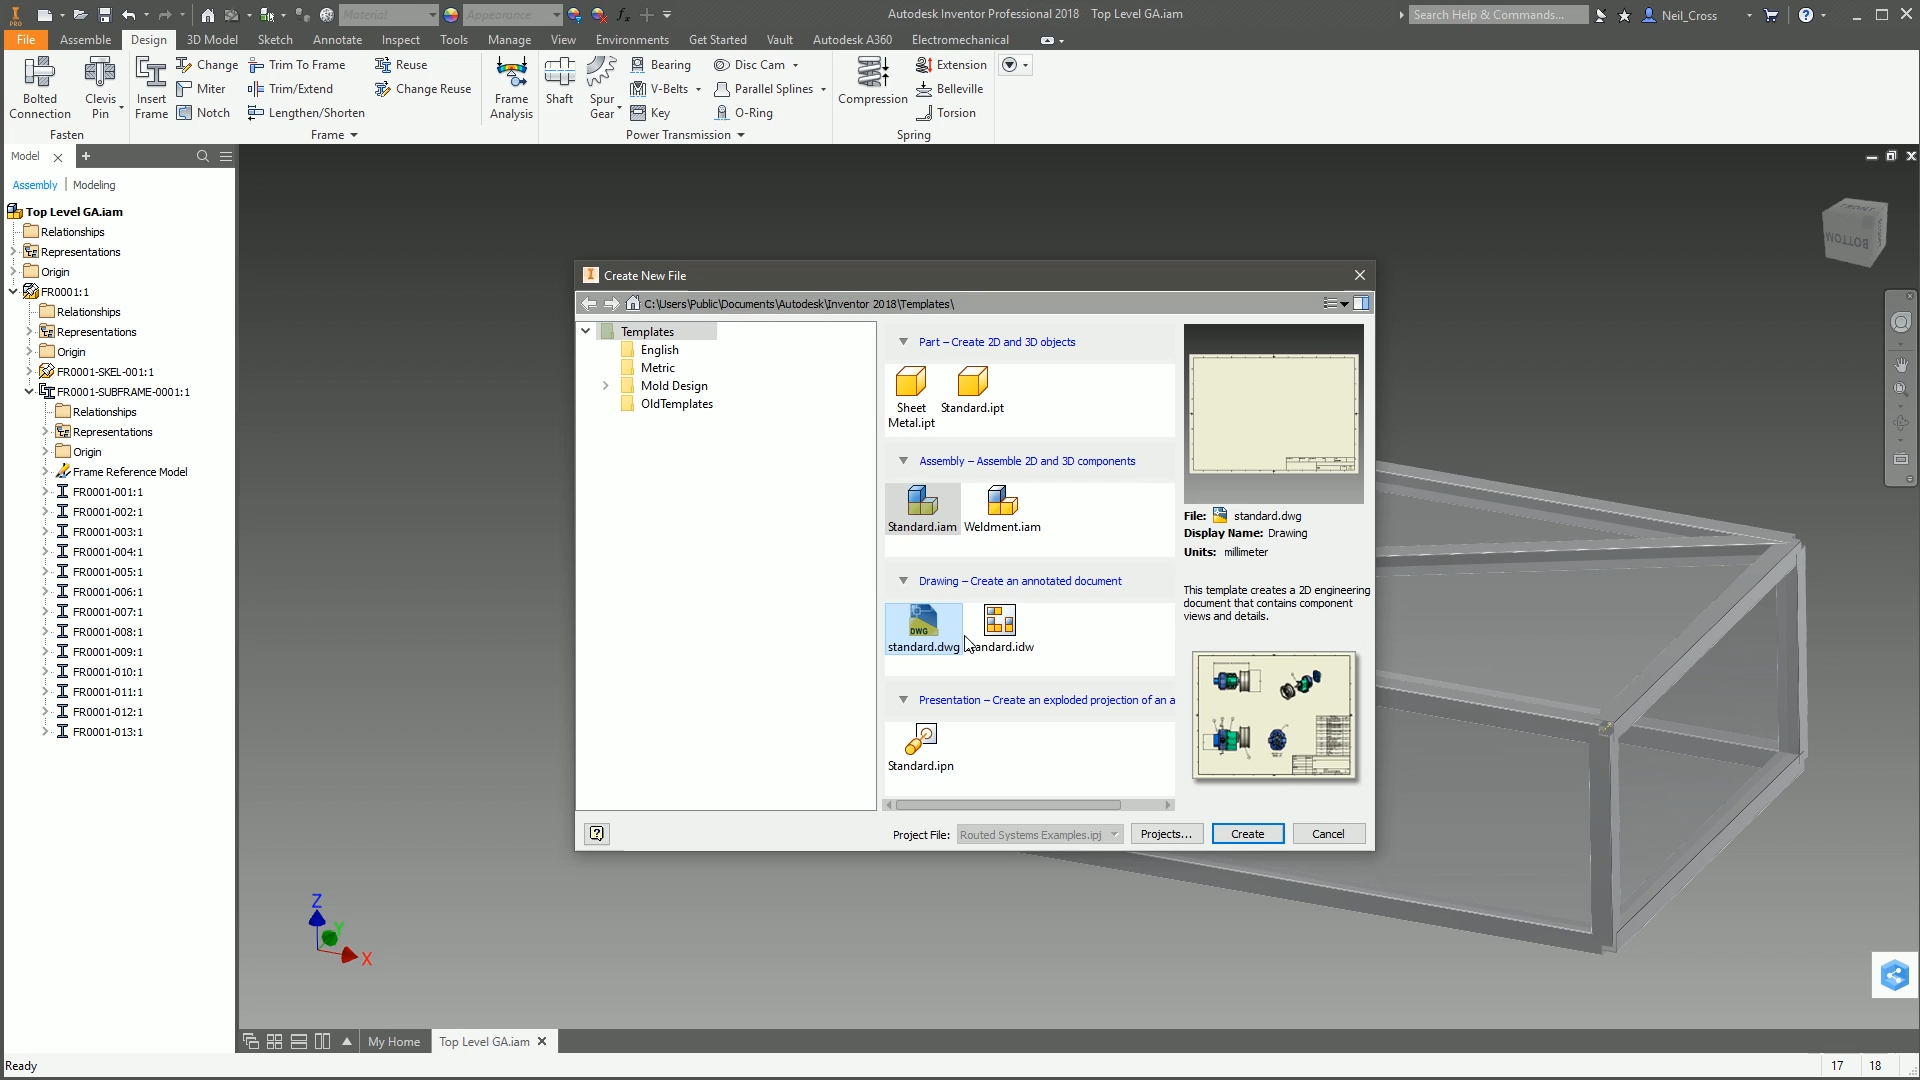 PRO
Material
Appearance
fx
Autodesk Inventor Professional 2018 Top Level GA.iam
Search Help & Commands...
Neil_Cross
File
Assemble
Design
3D Model
Sketch
Annotate
Inspect
Tools
Manage
View
Environments
Get Started
Vault
Autodesk A360
Electromechanical
Bolted
Connection
Clevis
Pin
Fasten
Insert
Frame
Change
Miter
Notch
Trim To Frame
Trim/Extend
Lengthen/Shorten
Reuse
Change Reuse
Frame
Frame
Analysis
Shaft
Spur
Gear
Bearing
V-Belts
Key
Disc Cam
Parallel Splines
O-Ring
Power Transmission
Compression
Extension
Belleville
Torsion
Spring
Model
Assembly
Modeling
Top Level GA.iam
Relationships
Representations
Origin
FR0001:1
Relationships
Representations
Origin
FR0001-SKEL-001:1
FR0001-SUBFRAME-0001:1
Relationships
Representations
Origin
Frame Reference Model
FR0001-001:1
FR0001-002:1
FR0001-003:1
FR0001-004:1
FR0001-005:1
FR0001-006:1
FR0001-007:1
FR0001-008:1
FR0001-009:1
FR0001-010:1
FR0001-011:1
FR0001-012:1
FR0001-013:1
FRONT
BOTTOM
Create New File
C:\Users\Public\Documents\Autodesk\Inventor 2018\Templates\
Templates
English
Metric
Mold Design
OldTemplates
Part – Create 2D and 3D objects
Sheet
Metal.ipt
Standard.ipt
Assembly – Assemble 2D and 3D components
Standard.iam
Weldment.iam
Drawing – Create an annotated document
DWG
standard.dwg
andard.idw
Presentation – Create an exploded projection of an a
Standard.ipn
File: standard.dwg
Display Name: Drawing
Units: millimeter
This template creates a 2D engineering
document that contains component
views and details.
Project File:
Routed Systems Examples.ipj
Projects...
Create
Cancel
Z
Y
X
My Home
Top Level GA.iam
Ready
17
18